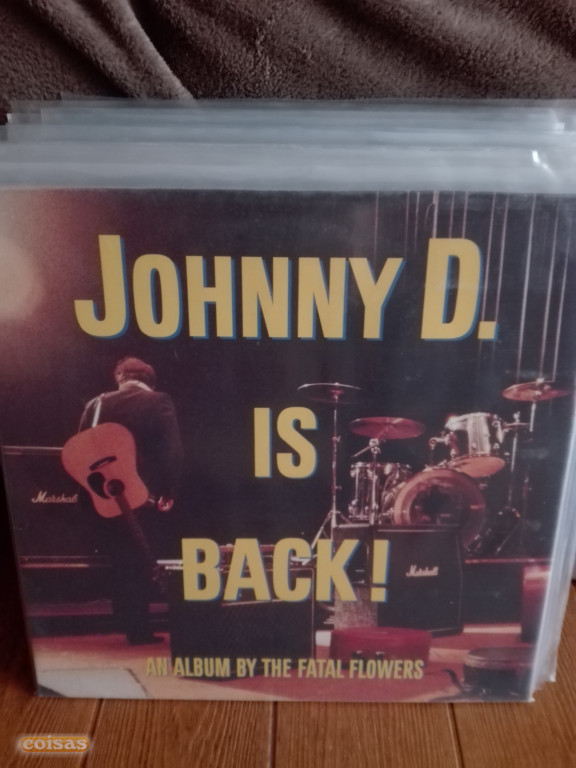 JOHNNY D.
IS
BACK!
Marshall
Marshall
AN ALBUM BY THE FATAL FLOWERS
coisas